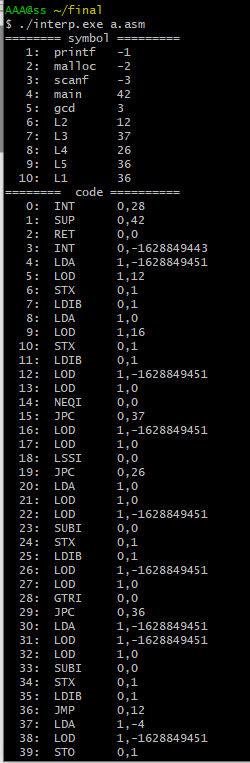 AAA@ss ~/final
$ ./interp.exe a.asm
======= symbol =========
1: printf -1
2: malloc -2
3: scanf -3
4: main 42
5: gcd 3
6: L2 12
7: L3 37
8: L4 26
9: L5 36
10: L1 36
======== code ==========
0: INT 0,28
1: SUP 0,42
2: RET 0,0
3: INT 0,-1628849443
4: LDA 1,-1628849451
5: LOD 1,12
6: STX 0,1
7: LDIB 0,1
8: LDA 1,0
9: LOD 1,16
10: STX 0,1
11: LDIB 0,1
12: LOD 1,-1628849451
13: LOD 1,0
14: NEQI 0,0
15: JPC 0,37
16: LOD 1,-1628849451
17: LOD 1,0
18: LSSI 0,0
19: JPC 0,26
20: LDA 1,0
21: LOD 1,0
22: LOD 1,-1628849451
23: SUBI 0,0
24: STX 0,1
25: LDIB 0,1
26: LOD 1,-1628849451
27: LOD 1,0
28: GTRI 0,0
29: JPC 0,36
30: LDA 1,-1628849451
31: LOD 1,-1628849451
32: LOD 1,0
33: SUBI 0,0
34: STX 0,1
35: LDIB 0,1
36: JMP 0,12
37: LDA 1,-4
38: LOD 1,-1628849451
39: STO 0,1